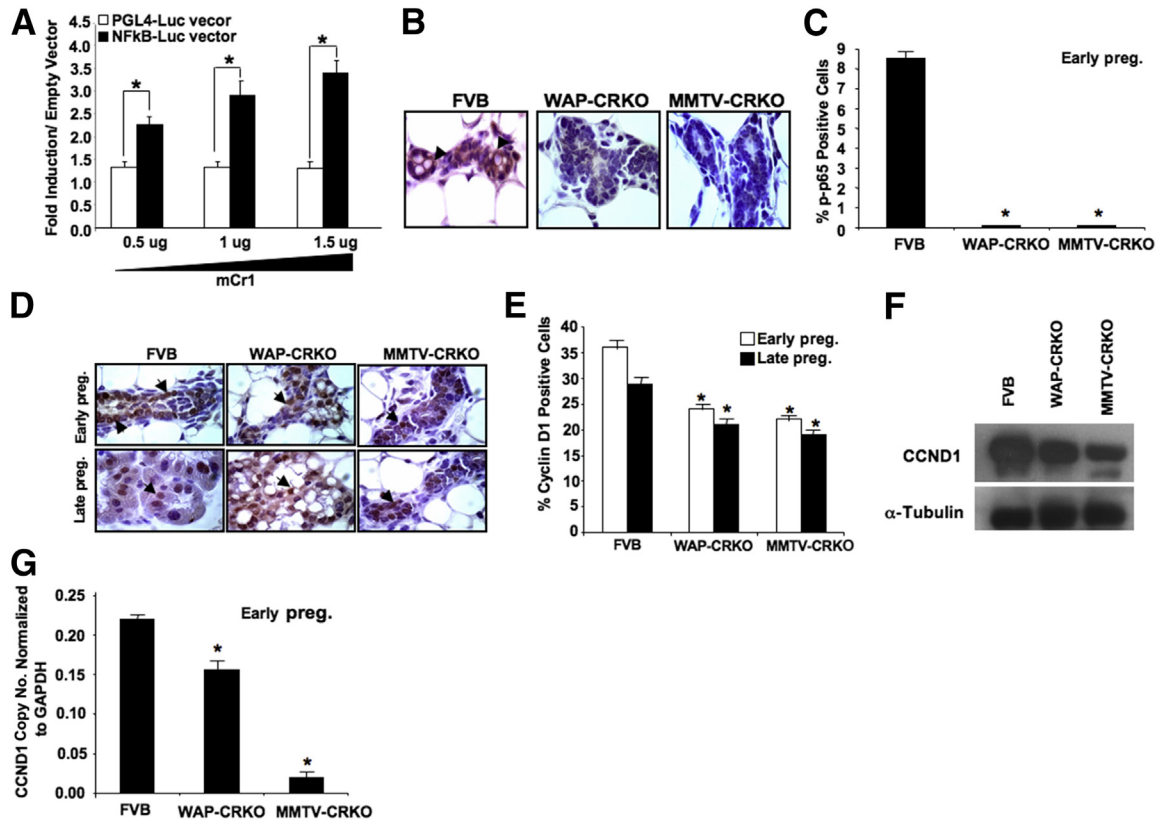 A
Fold Induction/ Empty Vector
4.5
4.0
3.5
3.0
2.5
2.0
1.5
1.0
0.5
0.0
PGL4-Luc vecor
NFkB-Luc vector
*
*
*
0.5 ug 1 ug 1.5 ug
mCr1
B
FVB WAP-CRKO MMTV-CRKO
C
% p-p65 Positive Cells
9
8
7
6
5
4
3
2
1
0
Early preg.
*
*
FVB WAP-CRKO MMTV-CRKO
D
FVB WAP-CRKO MMTV-CRKO
Early preg.
Late preg.
E
% Cyclin D1 Positive Cells
40
35
30
25
20
15
10
5
0
Early preg.
Late preg.
* *
* *
FVB WAP-CRKO MMTV-CRKO
F
FVB
WAP-CRKO
MMTV-CRKO
CCND1
α-Tubulin
G
CCND1 Copy No. Normalized
to GAPDH
0.25
0.20
0.15
0.10
0.05
0.00
Early preg.
*
*
FVB WAP-CRKO MMTV-CRKO